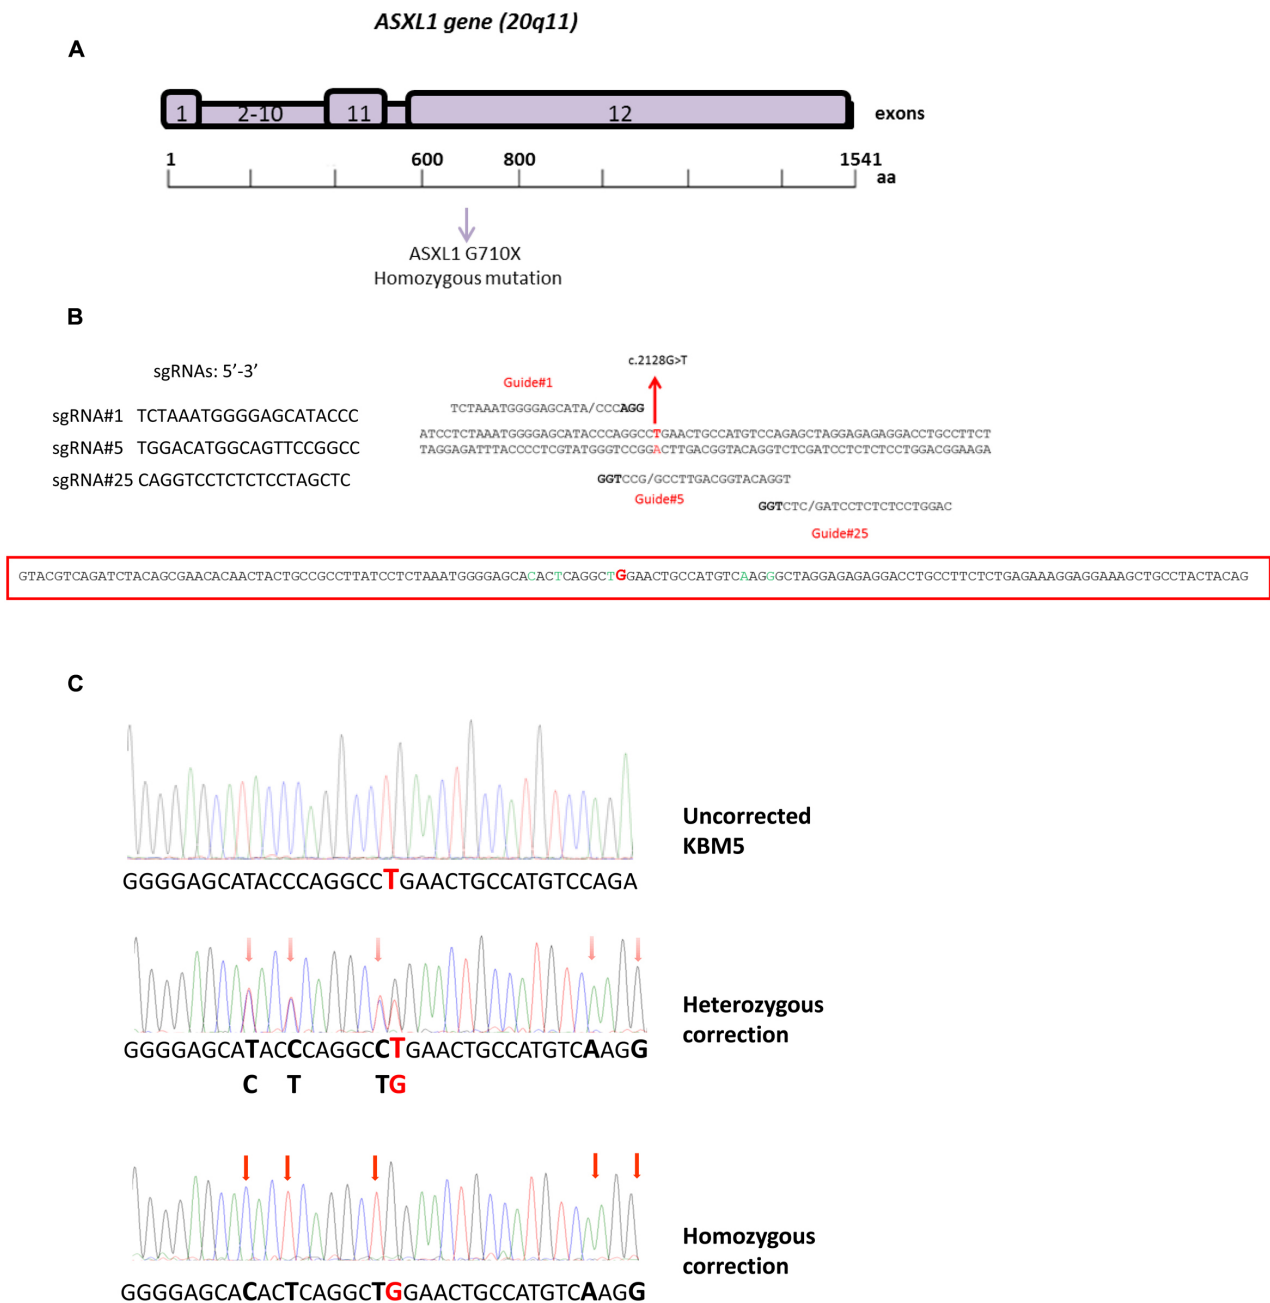 ASXL1 gene (20q11)
A
1 2-10 11 12 exons
1 600 800 1541
aa
ASXL1 G710X
Homozygous mutation
B
c.2128G>T
sgRNAs: 5’-3’
Guide#1
sgRNA#1 TCTAAATGGGGAGCATACCC
TCTAAATGGGGAGCATA/CCCAGG
sgRNA#5 TGGACATGGCAGTTCCGGCC
ATCCTCTAAATGGGGAGCATACCCAGGCCTGAACTGCCATGTCCAGAGCTAGGAGAGAGGACCTGCCTTCT
TAGGAGATTTACCCCTCGTATGGGTCCGGACTTGACGGTACAGGTCTCGATCCTCTCTCCTGGACGGAAGA
sgRNA#25 CAGGTCCTCTCTCCTAGCTC
GGTCCG/GCCTTGACGGTACAGGT
Guide#5
GGTCTC/GATCCTCTCTCCTGGAC
Guide#25
GTACGTCAGATCTACAGCGAACACAACTACTGCCGCCTTATCCTCTAAATGGGGAGCACACTCAGGCTGGAACTGCCATGTCAAGGGCTAGGAGAGAGGACCTGCCTTCTCTGAGAAAGGAGGAAAGCTGCCTACTACAG
C
Uncorrected
KBM5
GGGGAGCATACCCAGGCCTGAACTGCCATGTCCAGA
Heterozygous
correction
GGGGAGCATACCCAGGCCTGAACTGCCATGTCAAGG
C T TG
Homozygous
correction
GGGGAGCACACTCAGGCTGGAACTGCCATGTCAAGG